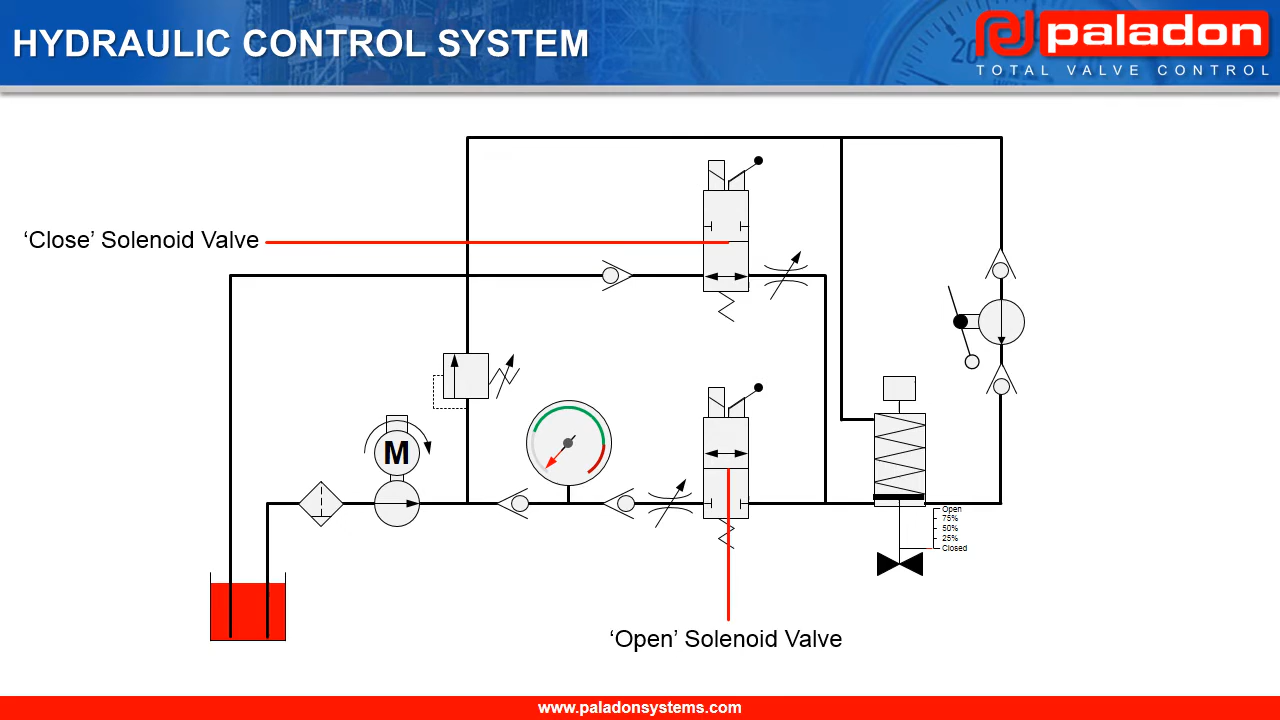 HYDRAULIC CONTROL SYSTEM
paladon
TOTAL VALVE CONTROL
‘Close’ Solenoid Valve
M
Open
75%
50%
25%
Closed
‘Open’ Solenoid Valve
www.paladonsystems.com